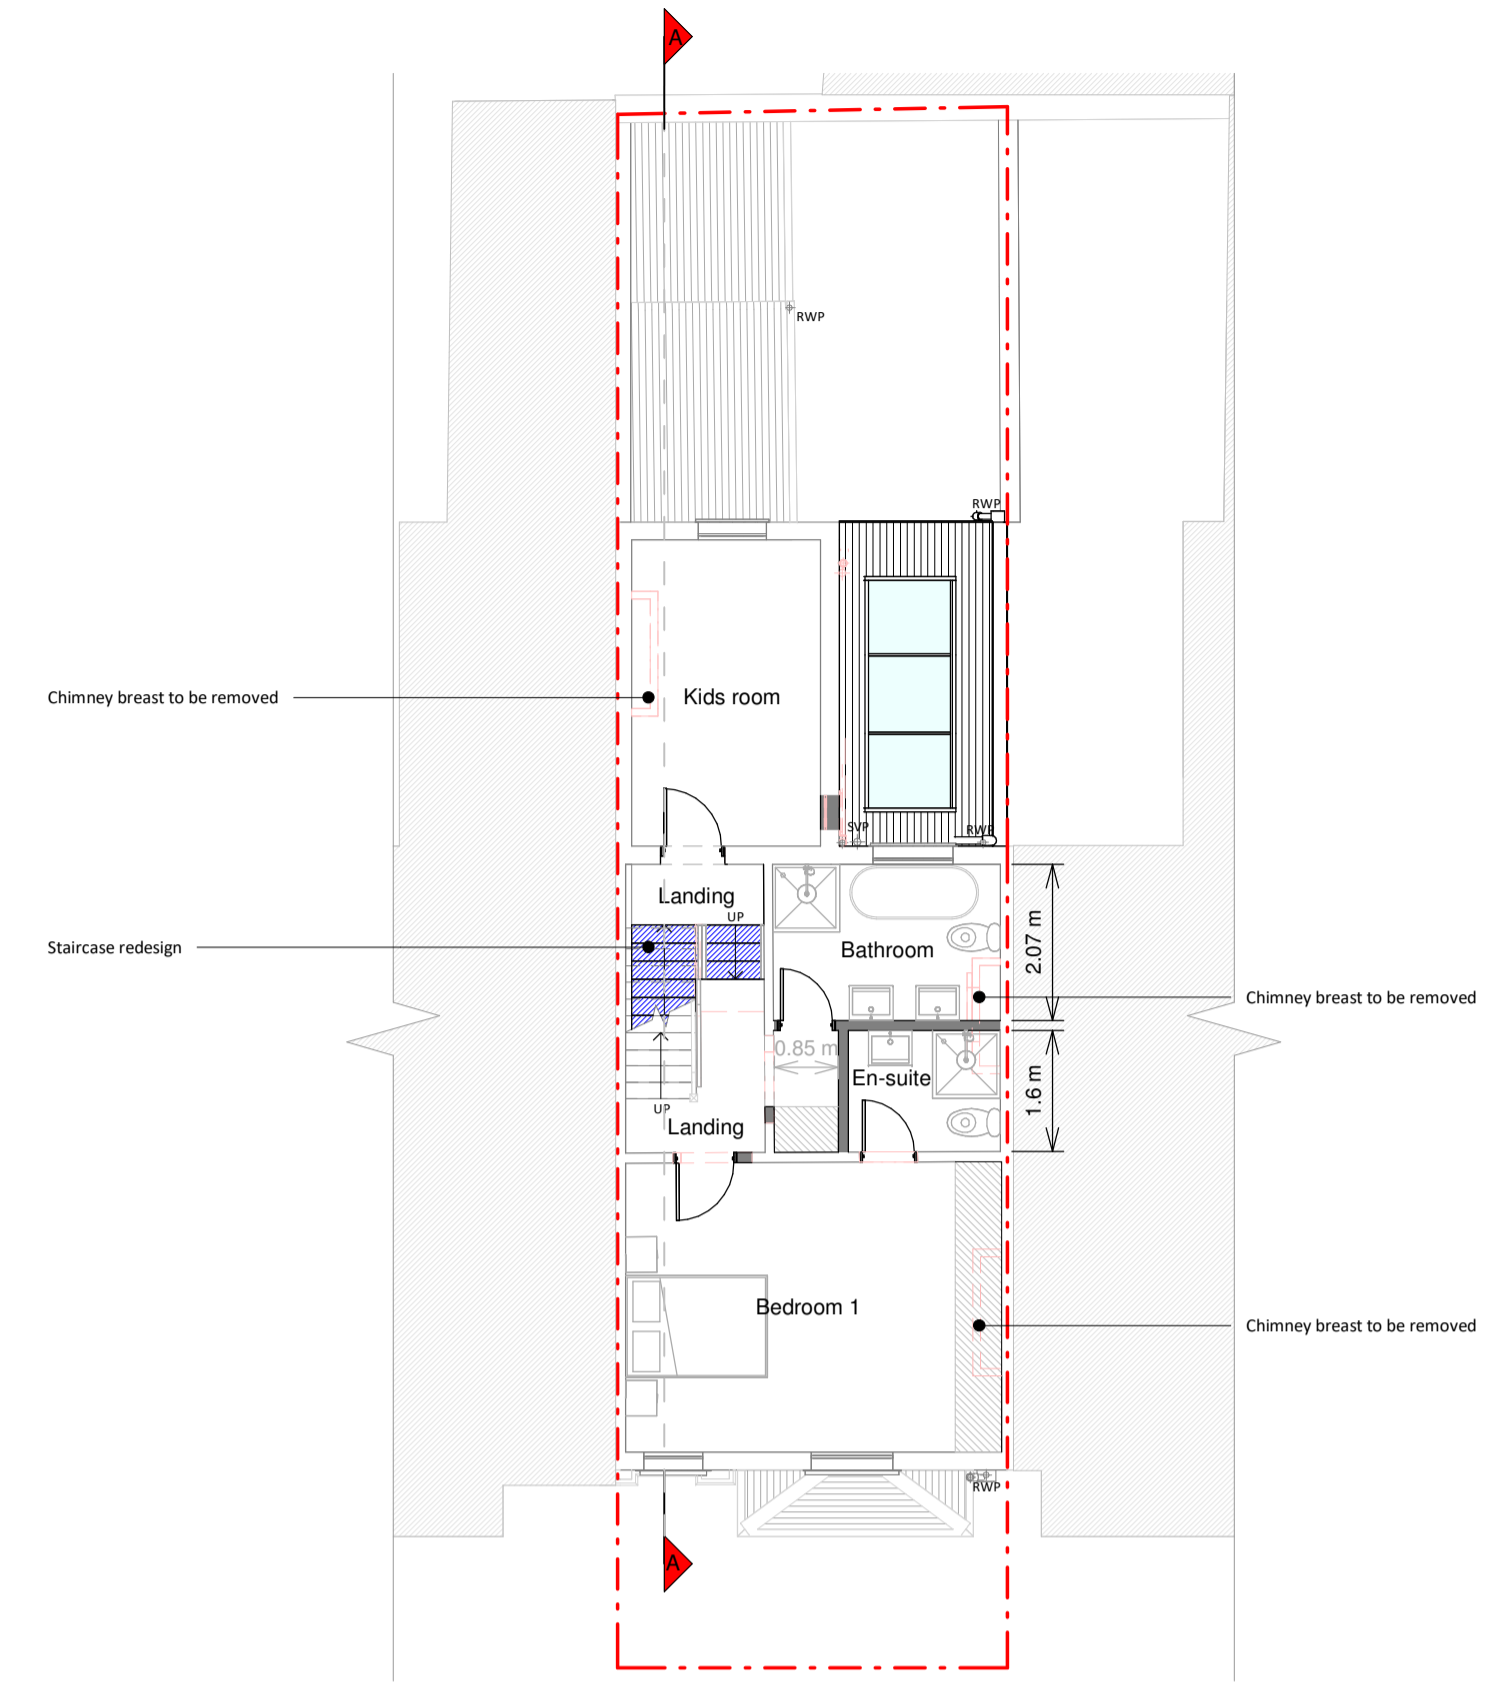 A
RWP
RWP
Chimney breast to be removed
Kids room
SVP
RWP
Landing
UP
Staircase redesign
Bathroom
2.07 m
Chimney breast to be removed
0.85 m
En-suite
1.6 m
UP
Landing
Bedroom 1
Chimney breast to be removed
RWP
A